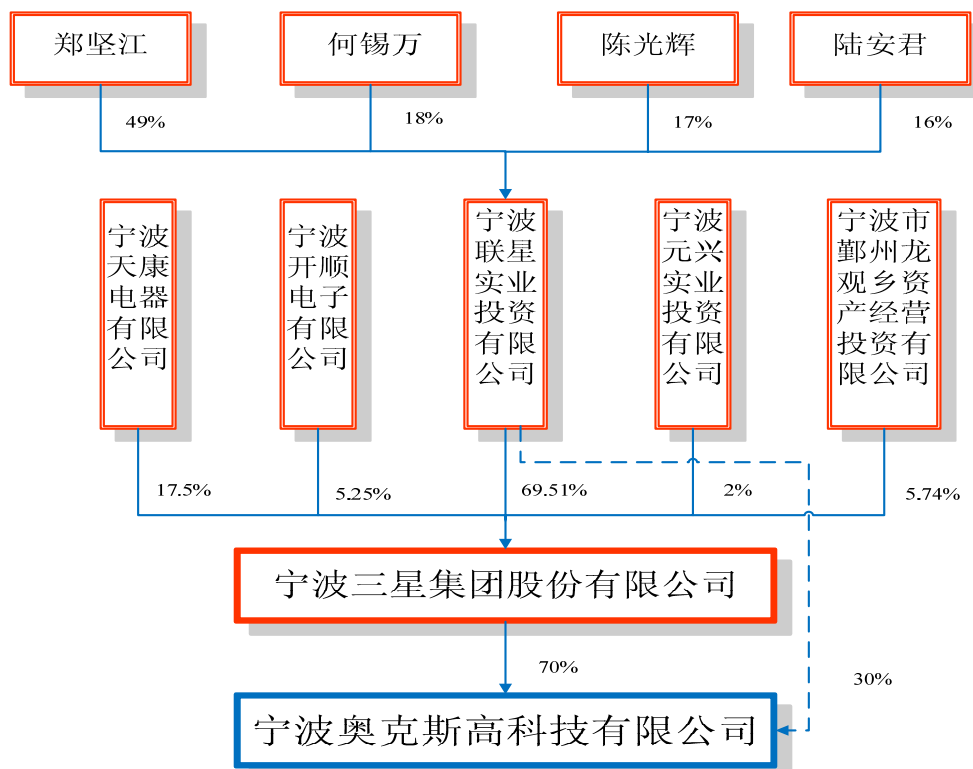 郑坚江
何锡万
陈光辉
陆安君
49%
18%
17%
16%
宁波
天康
电器
有限
公司
宁波
开顺
电子
有限
公司
宁波
联星
实业
投资
有限
公司
宁波
元兴
实业
投资
有限
公司
宁波市
鄞州龙
观乡资
产经营
投资有
限公司
17.5%
5.25%
69.51%
2%
5.74%
宁波三星集团股份有限公司
70%
30%
宁波奥克斯高科技有限公司